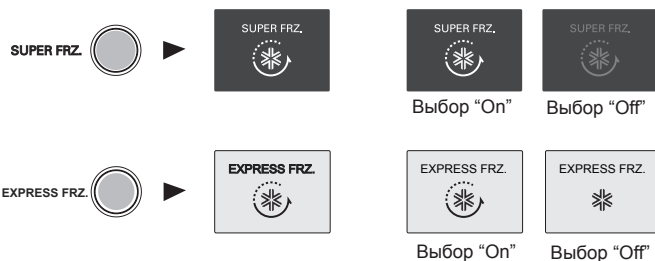 SUPER FRZ.
SUPER FRZ.
SUPER FRZ.
SUPER FRZ.
Выбор “On”
Выбор “Off”
EXPRESS FRZ.
EXPRESS FRZ.
EXPRESS FRZ.
EXPRESS FRZ.
Выбор “On”
Выбор “Off”